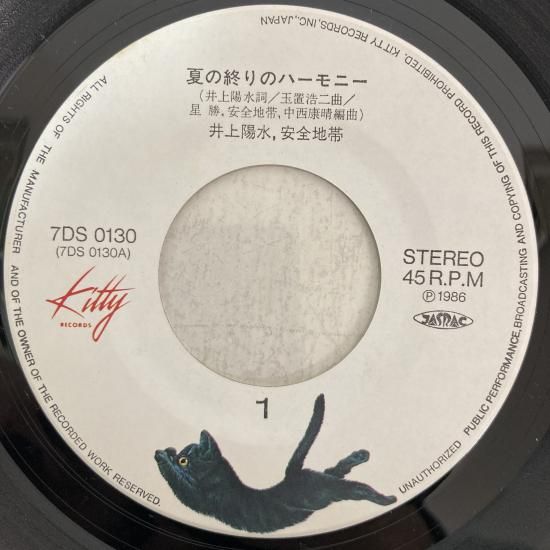 夏の終りのハーモニー
(井上陽水詞/玉置浩二曲/
星 勝,安全地帯,中西康晴編曲)
井上陽水,安全地帯
7DS 0130
(7DS 0130A)
Kitty
RECORDS
STEREO
45 R.P.M
Ⓟ1986
JASRAC
1
ALL RIGHTS OF THE MANUFACTURER AND OF THE OWNER OF THE RECORDED WORK RESERVED.
UNAUTHORIZED PUBLIC PERFORMANCE, BROADCASTING AND COPYING OF THIS RECORD PROHIBITED. KITTY RECORDS, INC., JAPAN